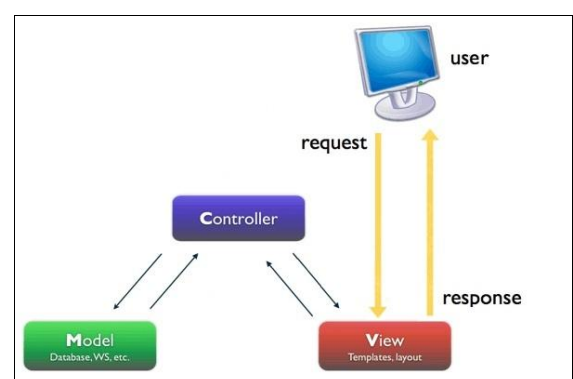 user
request
Controller
response
Model
Database, WS, etc.
View
Templates, layout